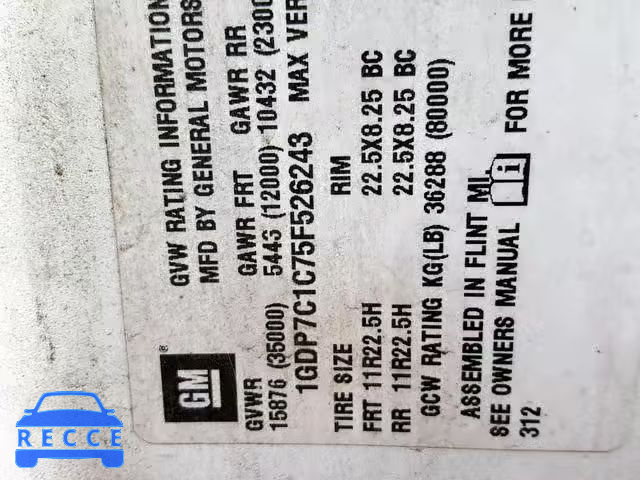 GVW RATING INFORMATION
MFD BY GENERAL MOTORS
GM
GVWR GAWR FRT GAWR RR
15876 (35000) 5443 (12000) 10432 (2300
1GDP7C1C75F526243 MAX VER
TIRE SIZE RIM
FRT 11R22.5H 22.5X8.25 BC
RR 11R22.5H 22.5X8.25 BC
GCW RATING KG(LB) 36288 (80000)
ASSEMBLED IN FLINT MI.
SEE OWNERS MANUAL FOR MORE
312
RECCE